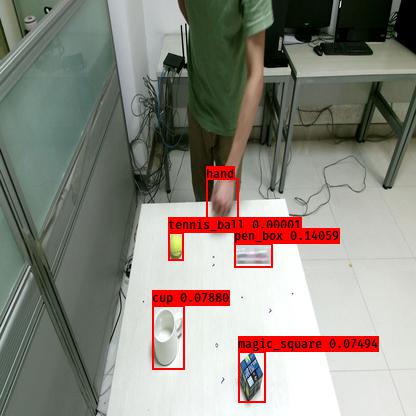 hand
tennis_ball 0.00001
pen_box 0.14059
cup 0.07880
magic_square 0.07494